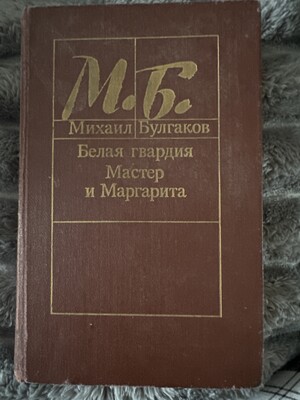 М.Б.
Михаил Булгаков
Белая гвардия
Мастер
и Маргарита